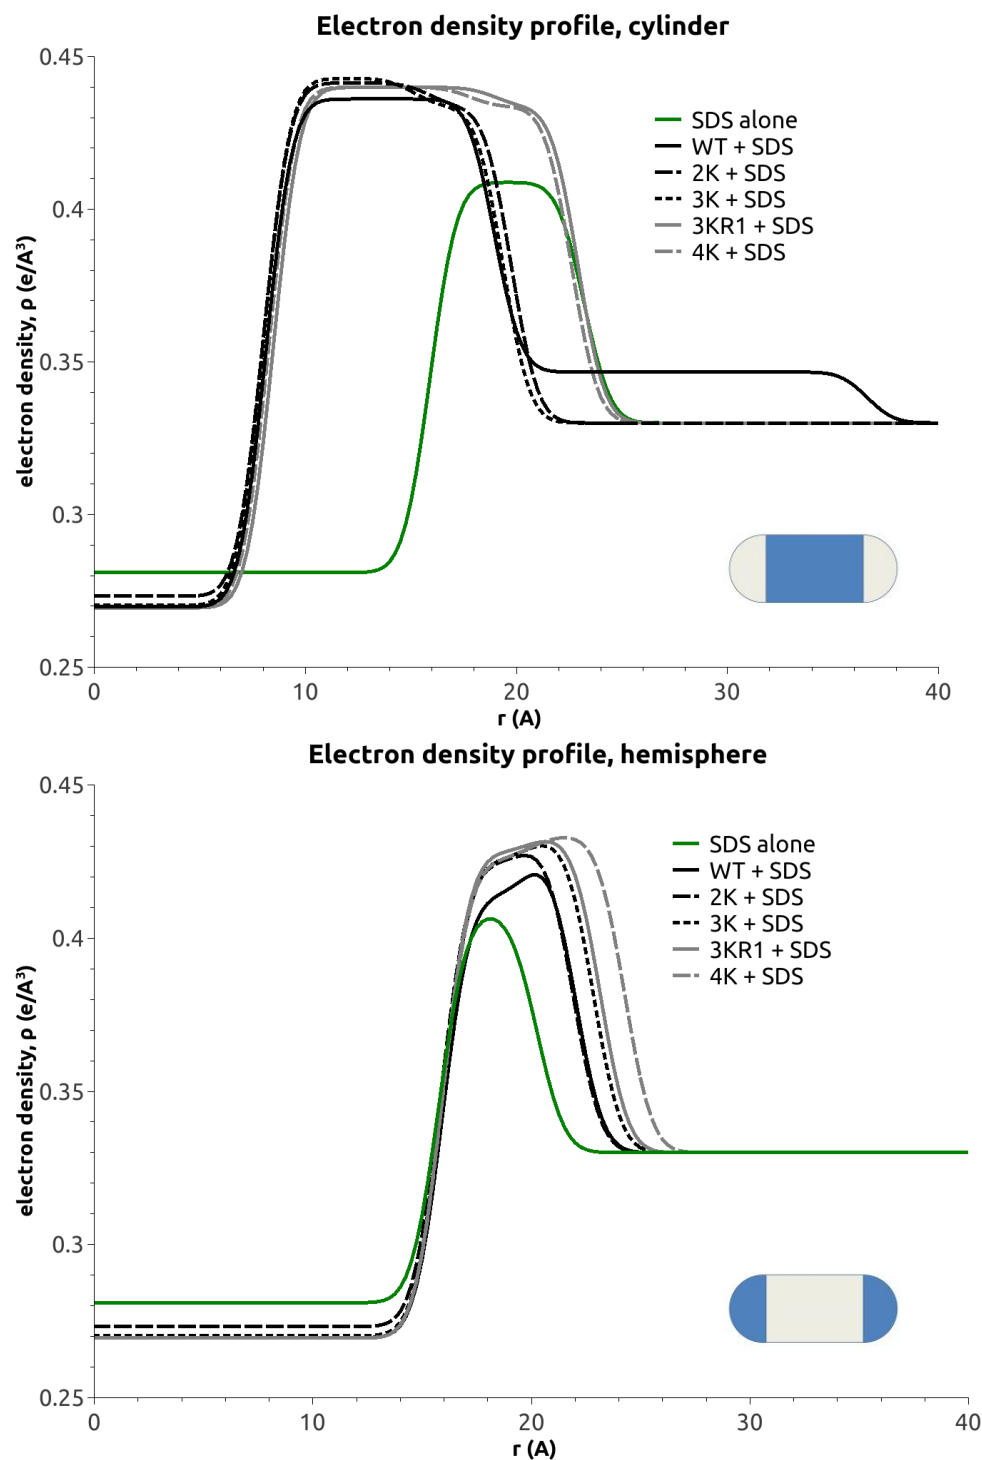 Electron density profile, cylinder
0.45
0.4
0.35
0.3
0.25
electron density, ρ (e/A³)
SDS alone
WT + SDS
2K + SDS
3K + SDS
3KR1 + SDS
4K + SDS
0 10 20 30 40
r (A)
Electron density profile, hemisphere
0.45
0.4
0.35
0.3
0.25
electron density, ρ (e/A³)
SDS alone
WT + SDS
2K + SDS
3K + SDS
3KR1 + SDS
4K + SDS
0 10 20 30 40
r (A)